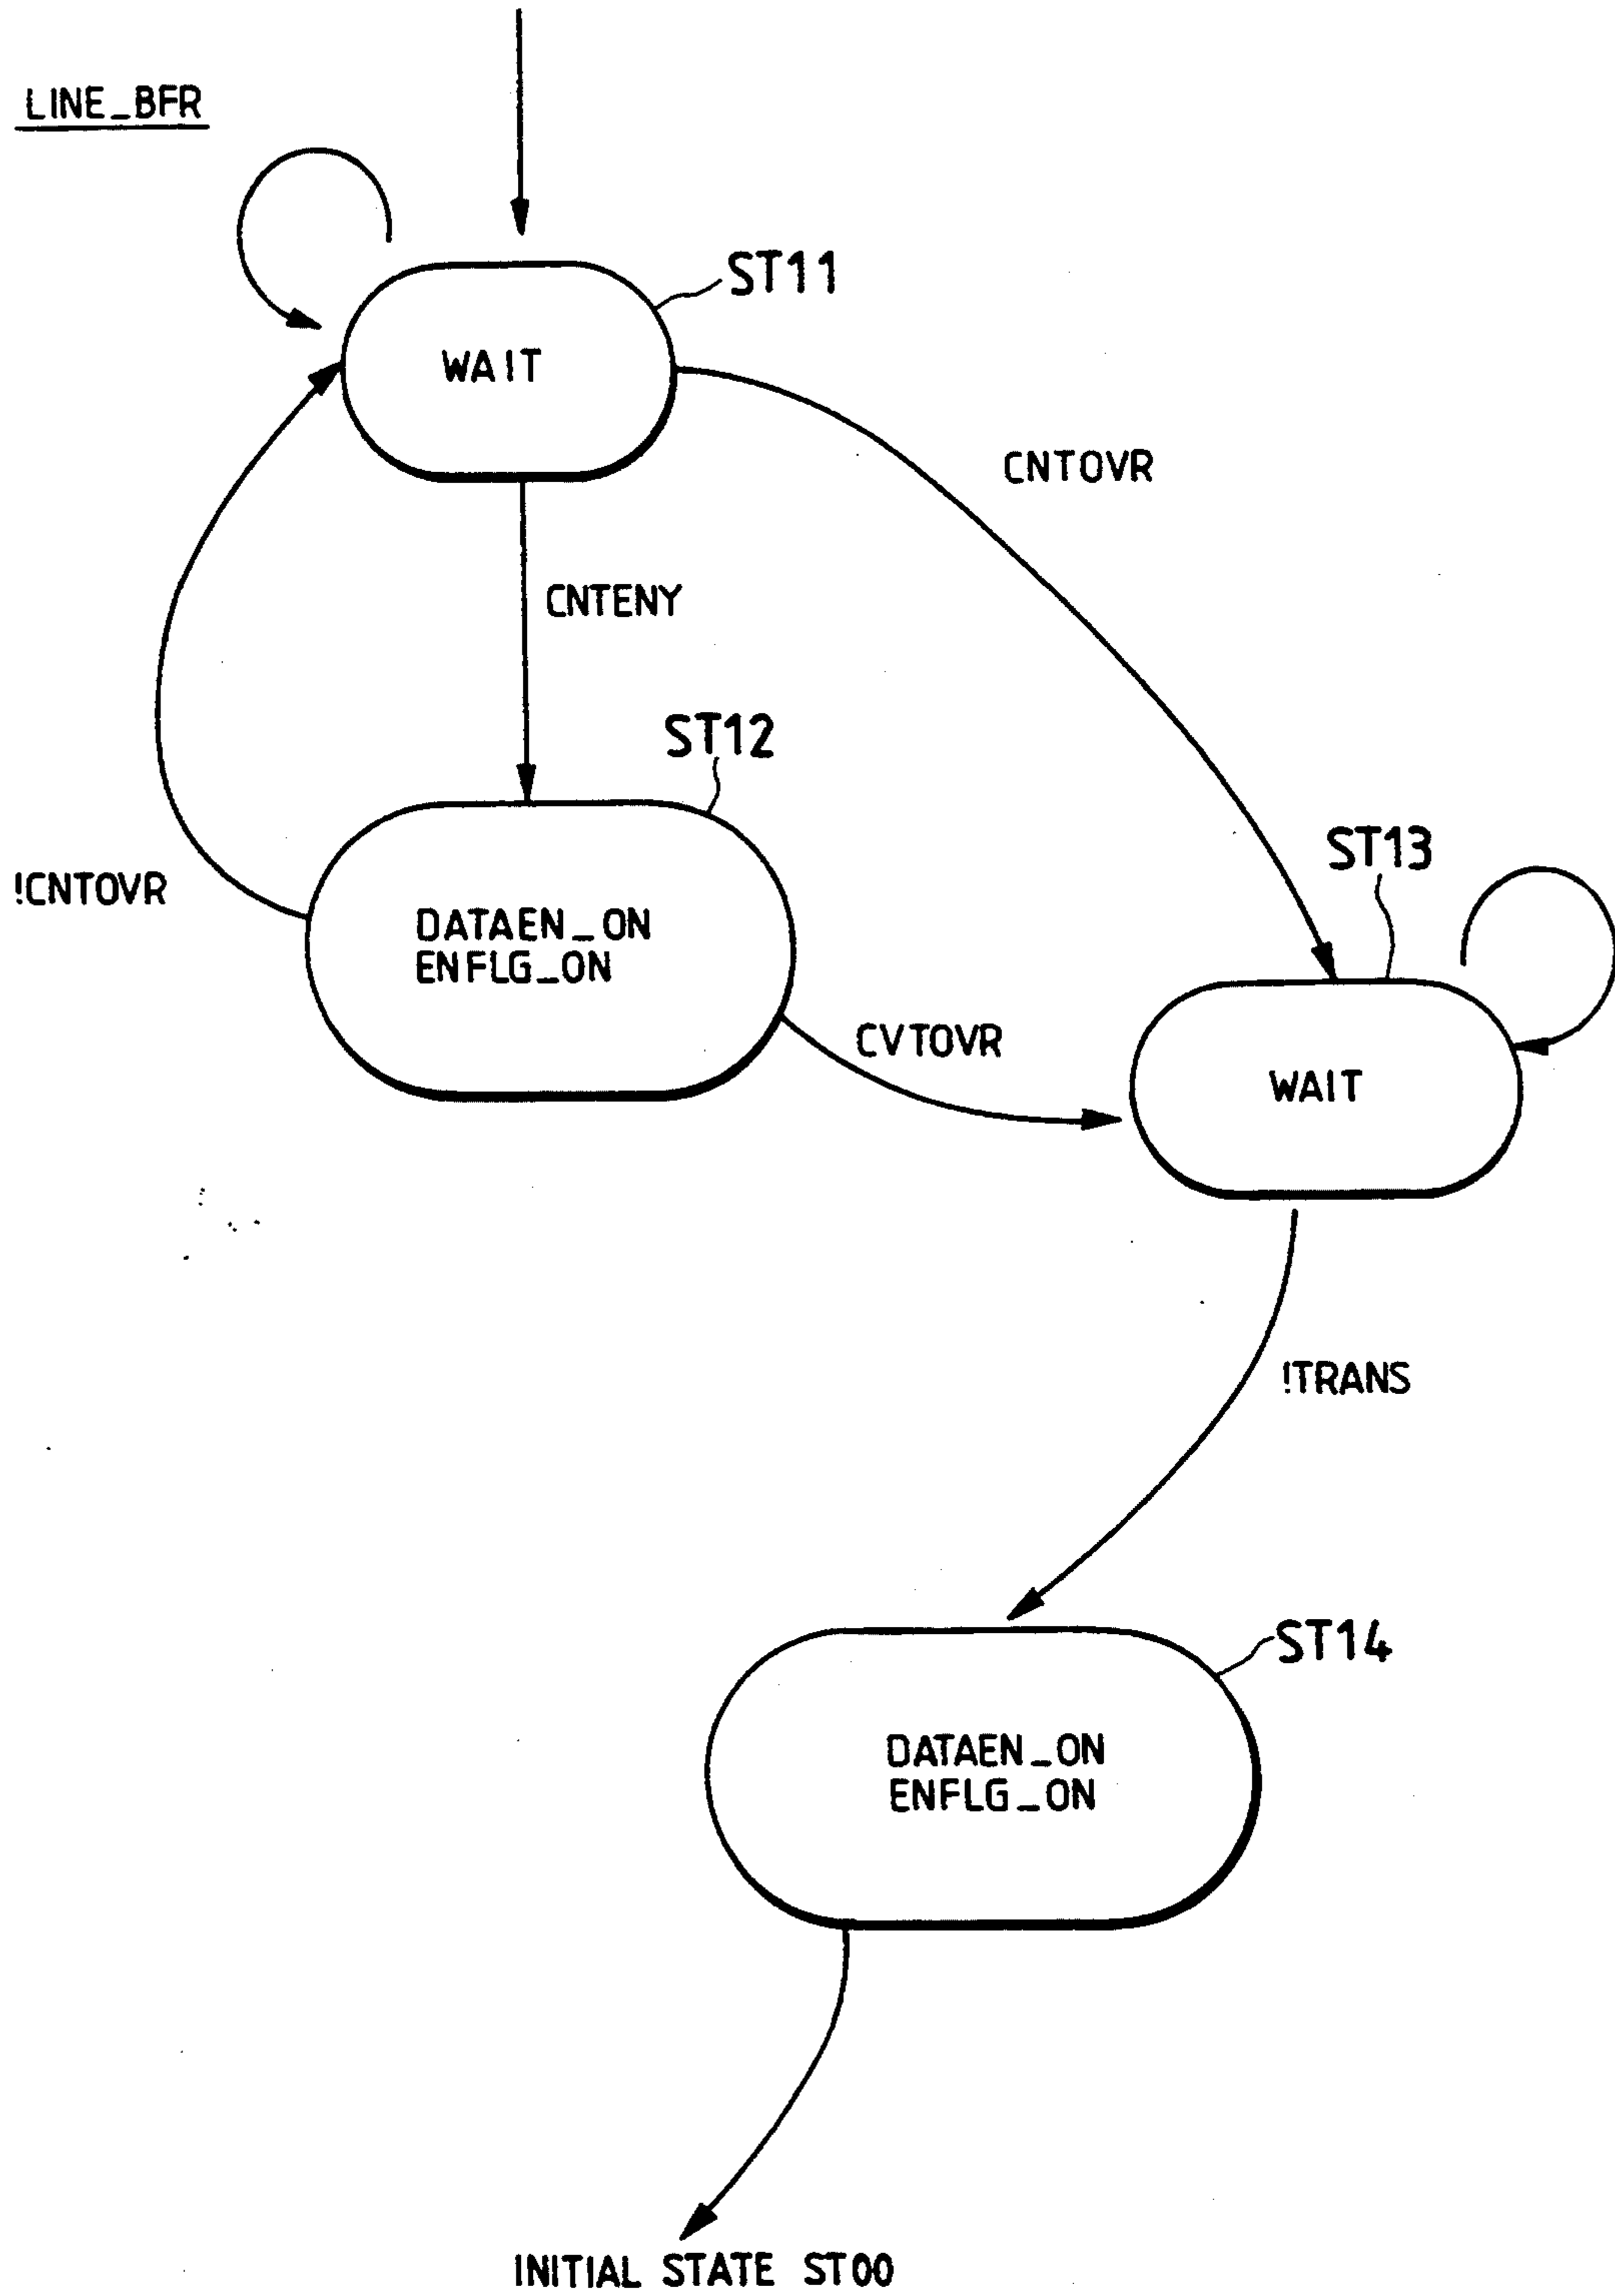 LINE_BFR
ST11
WAIT
CNTOVR
CNTENY
ST12
ST13
!CNTOVR
DATAEN_ON
ENFLG_ON
CVTOVR
WAIT
!TRANS
ST14
DATAEN_ON
ENFLG_ON
INITIAL STATE ST00